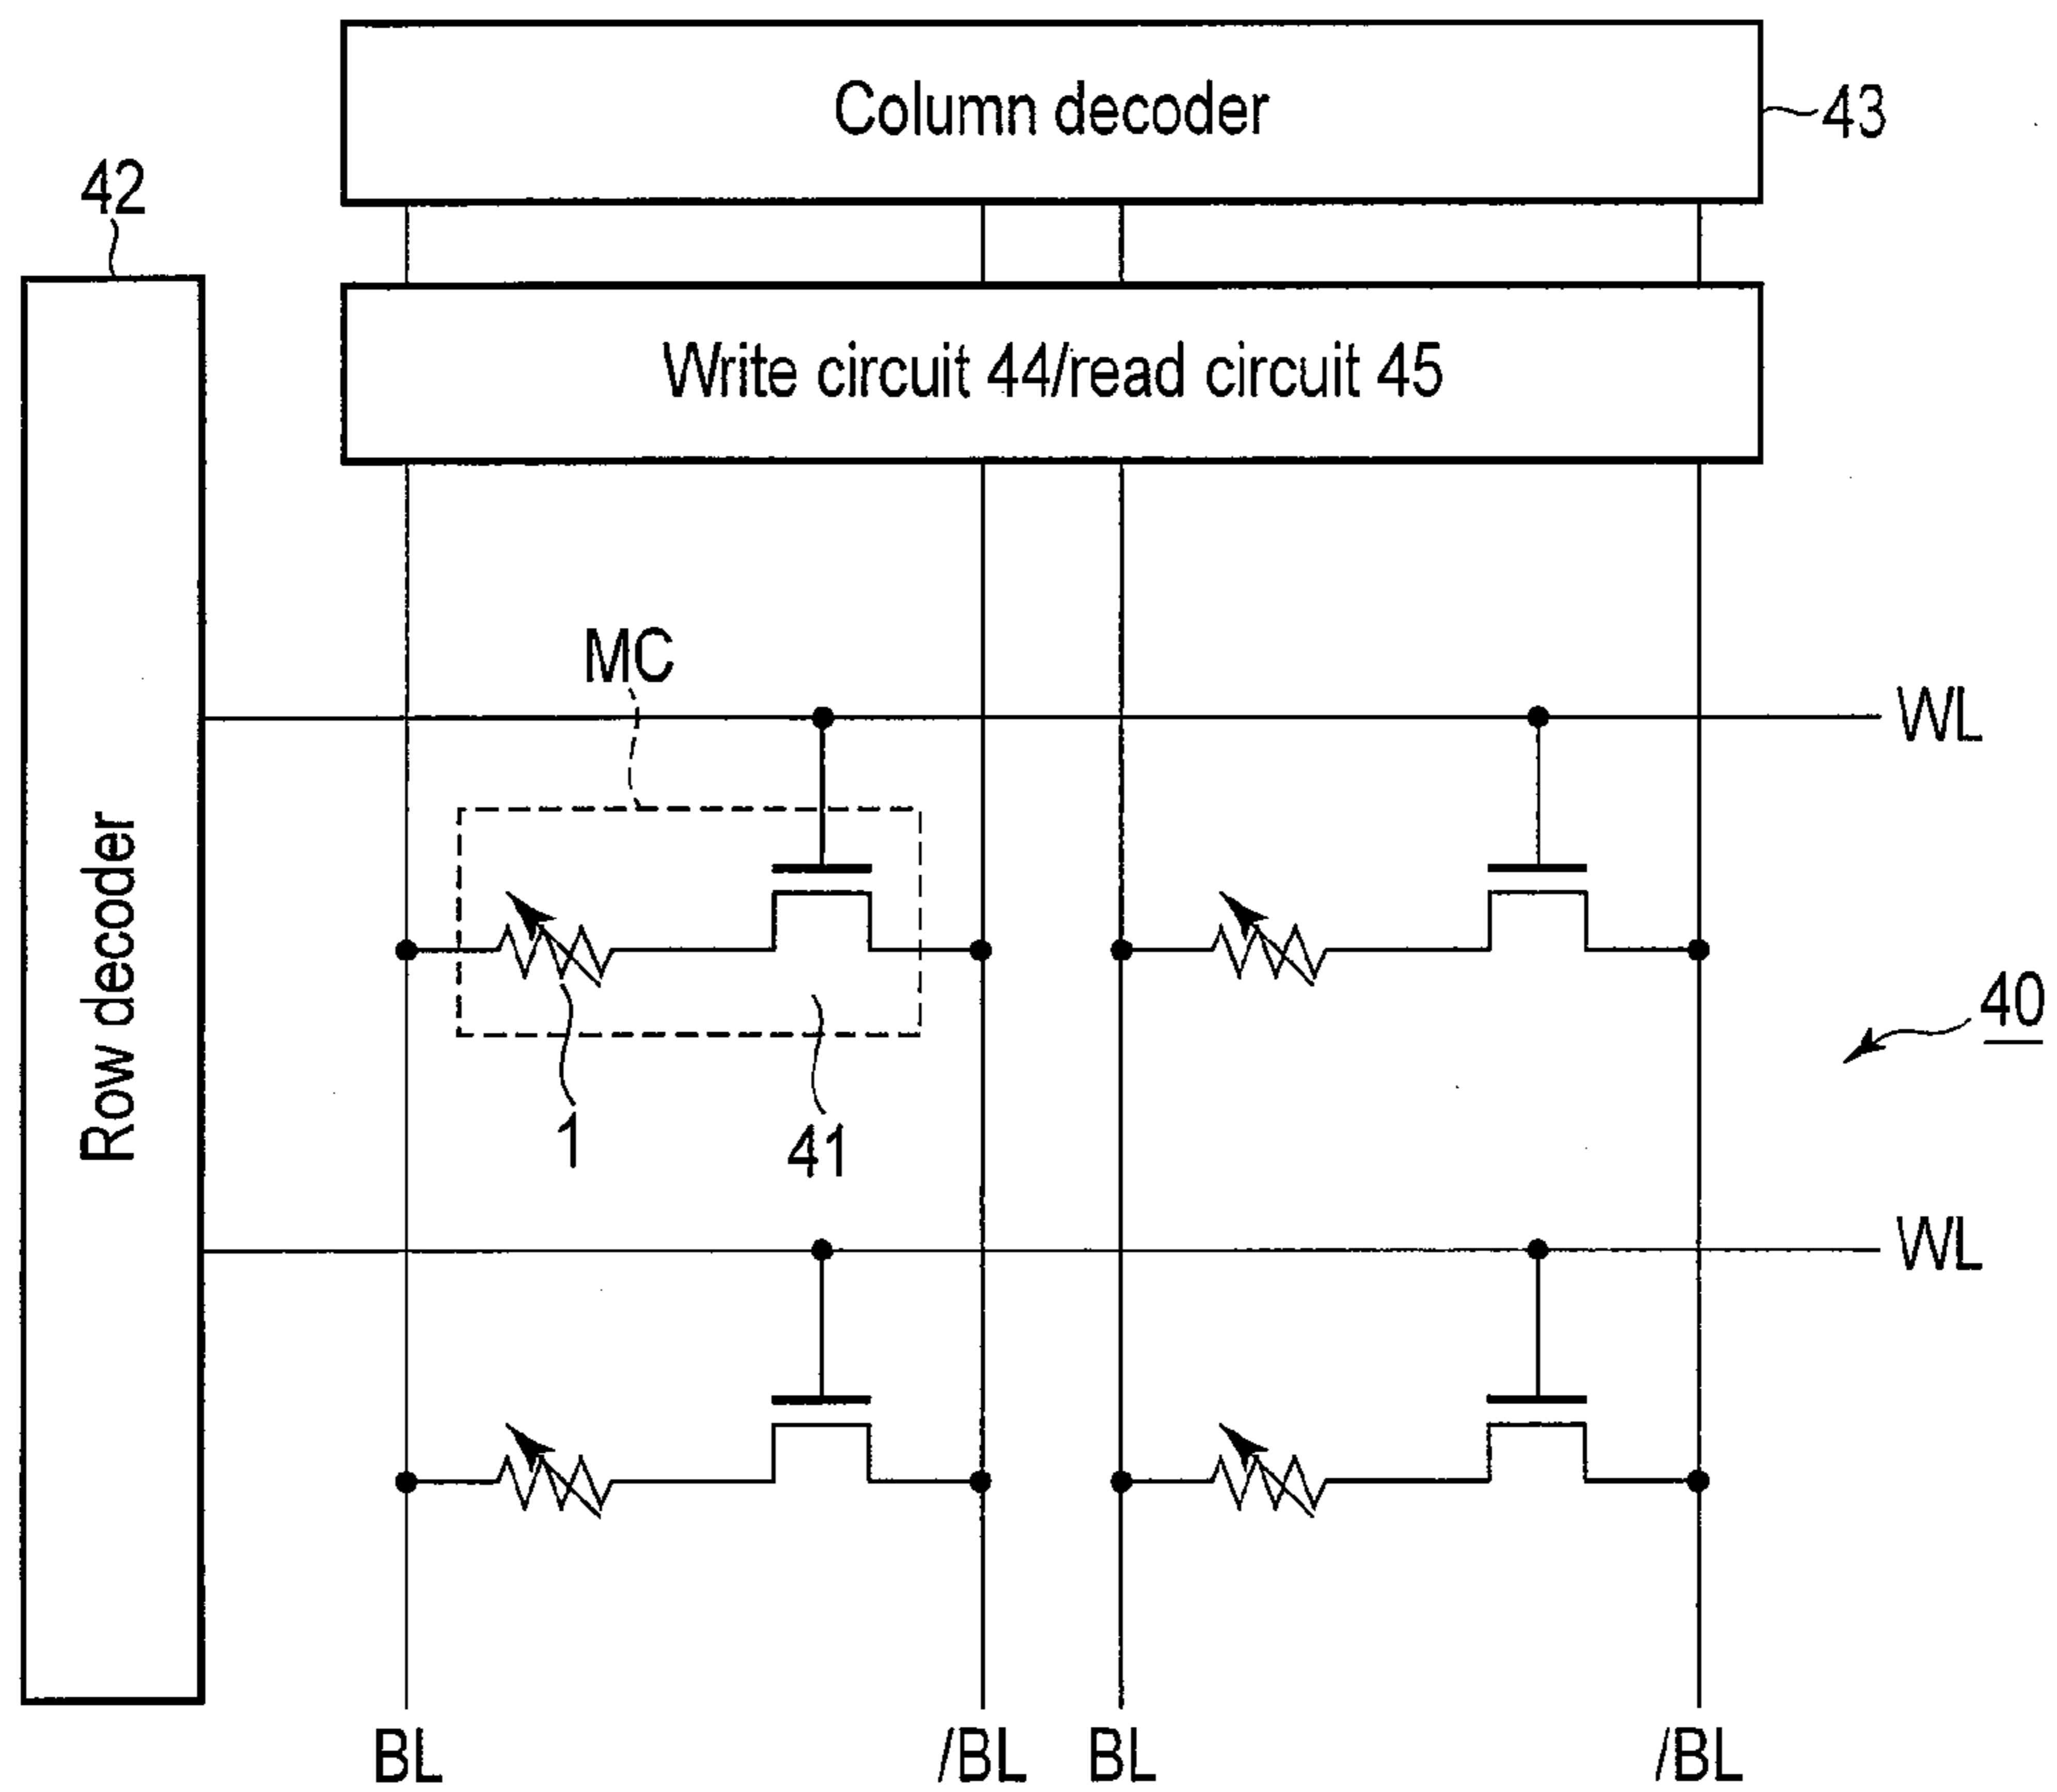 Column decoder
43
42
Write circuit 44/read circuit 45
MC
WL
Row decoder
40
1
41
WL
BL
/BL
BL
/BL